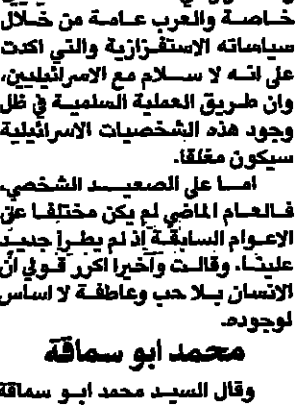 خاصة والعرب عامة من خلال
سياساته الاستفزازية والتي اكدت
على انه لا سلام مع الاسرائيليين،
وان طريق العملية السلمية في ظل
وجود هذه الشخصيات الاسرائيلية
سيكون مغلقا.
اما على الصعيد الشخصي،
فالعام الماضي لم يكن مختلفا عن
الاعوام السابقة إذ لم يطرأ جديد
علينا، وقالت وأخيرا اكرر قولي أن
الانسان بلا حب وعاطفة لا اساس
لوجوده.
محمد ابو سماقة
وقال السيد محمد ابو سماقة